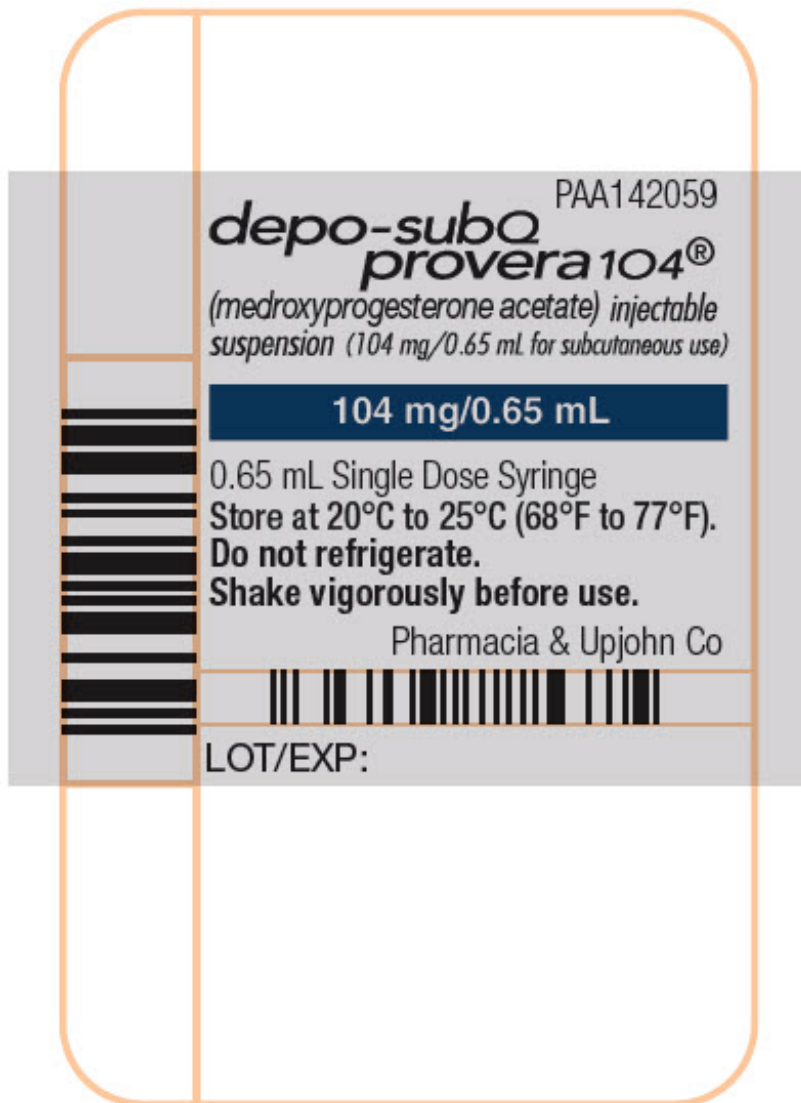 PAA142059
depo-subQ
provera 104®
(medroxyprogesterone acetate) injectable
suspension (104 mg/0.65 mL for subcutaneous use)
104 mg/0.65 mL
0.65 mL Single Dose Syringe
Store at 20°C to 25°C (68°F to 77°F).
Do not refrigerate.
Shake vigorously before use.
Pharmacia & Upjohn Co
LOT/EXP: